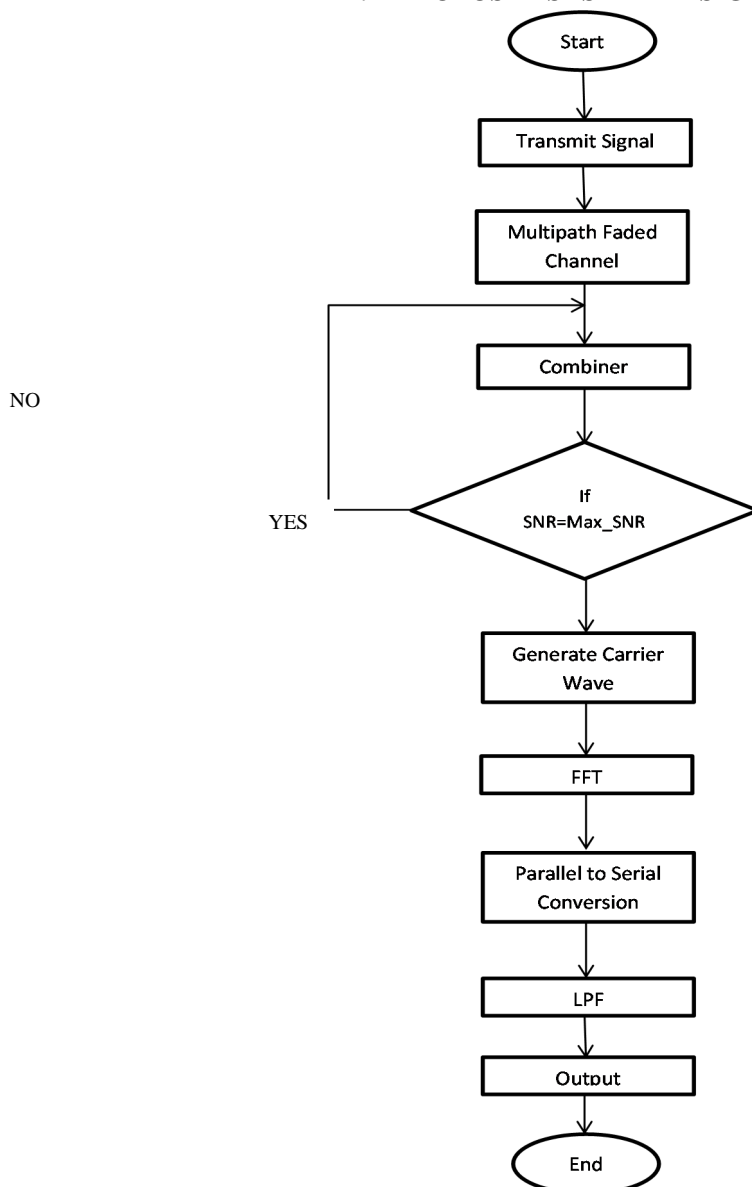 Start
Transmit Signal
Multipath Faded
Channel
Combiner
NO
If
SNR=Max_SNR
YES
Generate Carrier
Wave
FFT
Parallel to Serial
Conversion
LPF
Output
End